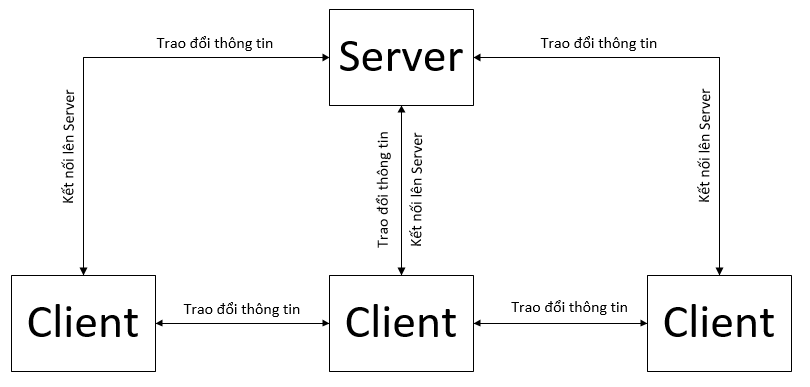 Trao đổi thông tin
Server
Trao đổi thông tin
Kết nối lên Server
Trao đổi thông tin
Kết nối lên Server
Kết nối lên Server
Client
Trao đổi thông tin
Client
Trao đổi thông tin
Client